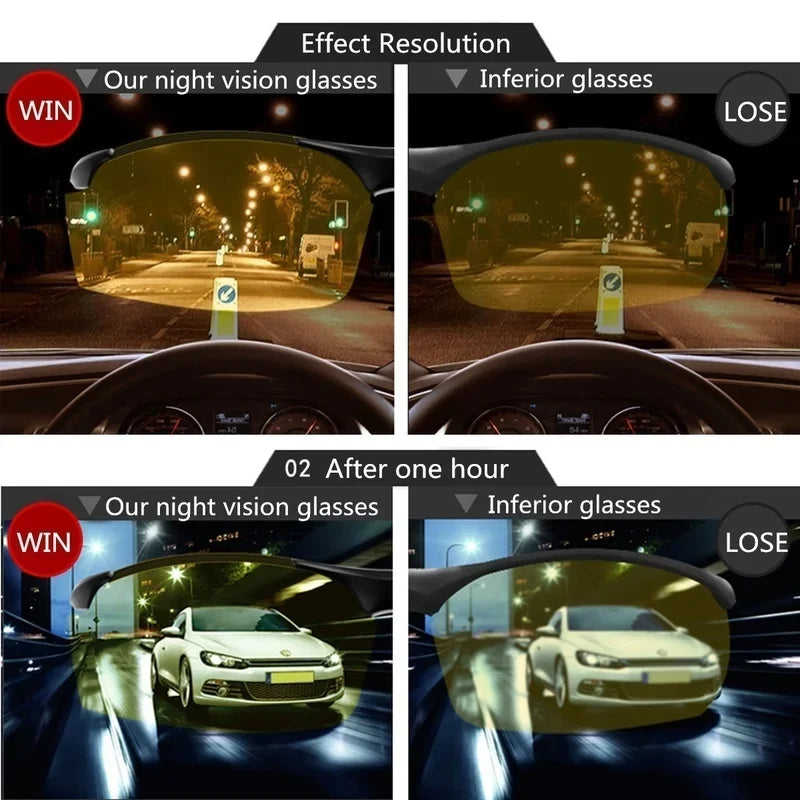 Effect Resolution
Our night vision glasses
Inferior glasses
WIN
LOSE
02 After one hour
Our night vision glasses
Inferior glasses
WIN
LOSE